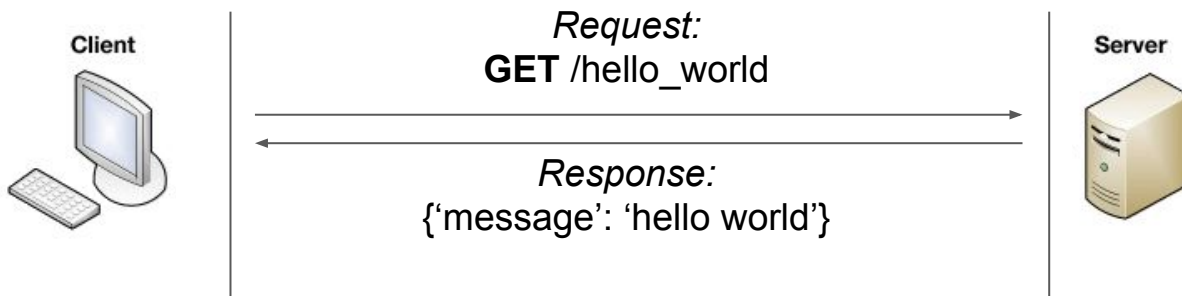 Client
Request:
GET /hello_world
Server
Response:
{‘message’: ‘hello world’}